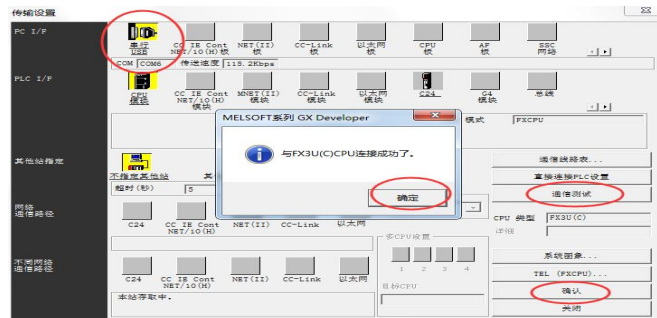 传输设置
PC I/F
串行
USB
CC IE Cont
NET/10(H)板
NET(II)
板
CC-Link
板
以太网
板
CPU
板
AF
板
SSC
网络
COM COM6 传送速度 115.2Kbps
PLC I/F
CPU
模块
CC IE Cont
NET/10(H)
模块
MNET(II)
模块
CC-Link
模块
以太网
模块
C24
G4
模块
总线
模式 FXCPU
MELSOFT系列 GX Developer
与FX3U(C)CPU连接成功了。
确定
其他站指定
不指定其他站
其
超时(秒) 5
通信线路表...
直接连接PLC设置
通信测试
CPU 类型 FX3U(C)
详细
网络
通信路径
C24
CC IE Cont
NET/10(H)
NET(II)
CC-Link
以太网
多CPU设置
1 2 3 4
目标CPU
系统图象...
TEL (FXCPU)...
确认
关闭
不同网络
通信路径
C24
CC IE Cont
NET/10(H)
NET(II)
CC-Link
以太网
本站存取中。